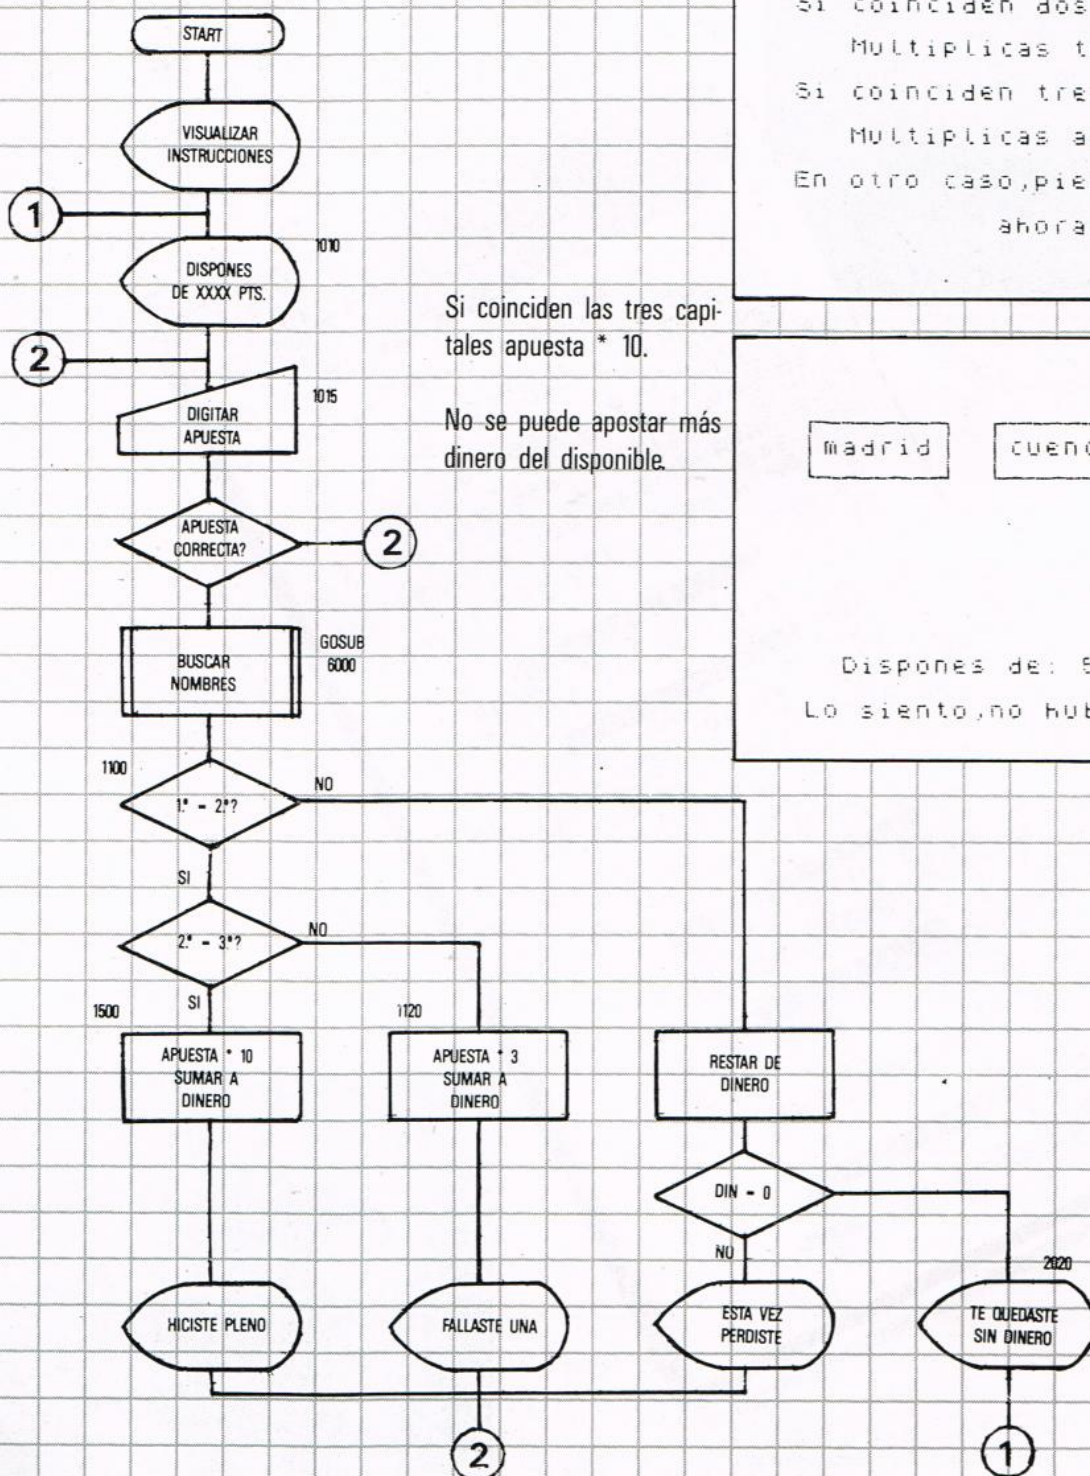 START
VISUALIZAR
INSTRUCCIONES
1
1010
DISPONES
DE XXXX PTS.
2
1015
DIGITAR
APUESTA
APUESTA
CORRECTA?
2
BUSCAR
NOMBRES
GOSUB
6000
1100
1.ª - 2.ª?
NO
SI
2.ª - 3.ª?
NO
SI
1500
APUESTA * 10
SUMAR A
DINERO
1120
APUESTA * 3
SUMAR A
DINERO
RESTAR DE
DINERO
DIN - 0
NO
2020
HICISTE PLENO
FALLASTE UNA
ESTA VEZ
PERDISTE
TE QUEDASTE
SIN DINERO
2
1
Si coinciden las tres capi-
tales apuesta * 10.
No se puede apostar más
dinero del disponible.
Si coinciden dos
Multiplicas t
Si coinciden tre
Multiplicas a
En otro caso,pie
ahora
madrid
cuenc
Dispones de: 5
Lo siento,no hub